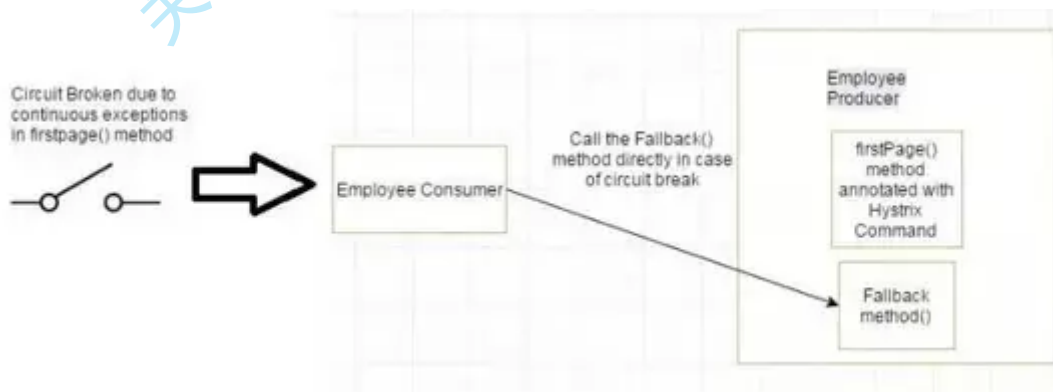 Circuit Broken due to
continuous exceptions
in firstpage() method
Employee Consumer
Call the Fallback()
method directly in case
of circuit break
Employee
Producer
firstPage()
method
annotated with
Hystrix
Command
Fallback
method()